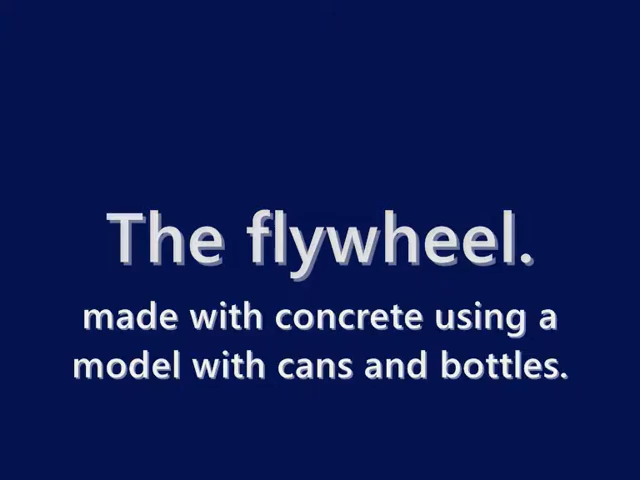 The flywheel.
made with concrete using a
model with cans and bottles.